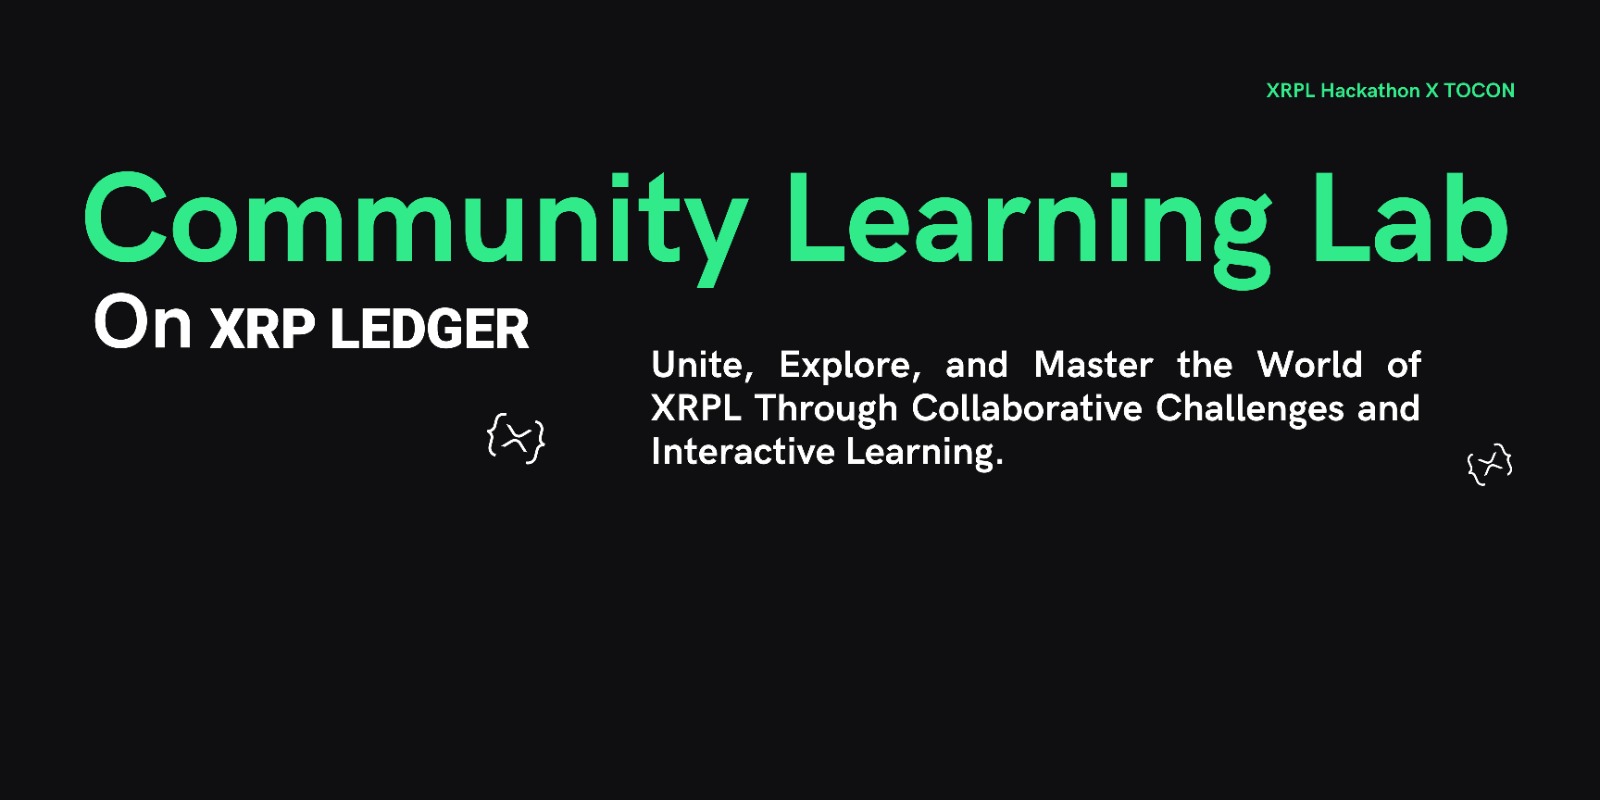 XRPL Hackathon X TOCON
Community Learning Lab
On XRP LEDGER
Unite, Explore, and Master the World of
XRPL Through Collaborative Challenges and
Interactive Learning.
{X}
{X}